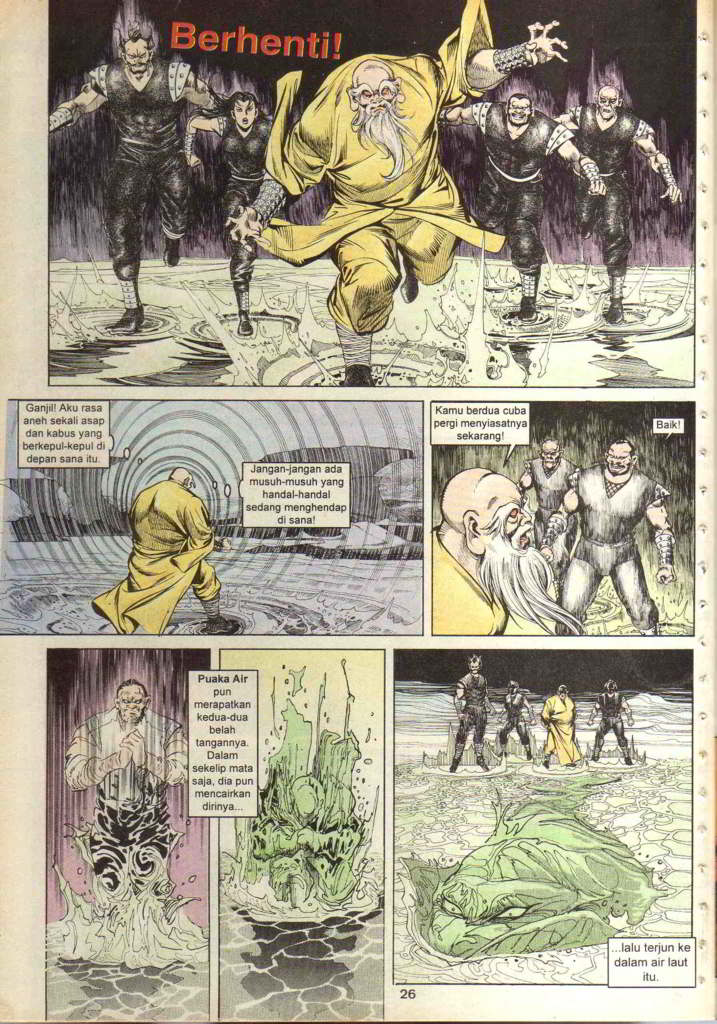 Berhenti!
Ganjil! Aku rasa
aneh sekali asap
dan kabus yang
berkepul-kepul di
depan sana itu.
Jangan-jangan ada
musuh-musuh yang
handal-handal
sedang menghendap
di sana!
Kamu berdua cuba
pergi menyiasatnya
sekarang!
Baik!
Puaka Air
pun
merapatkan
kedua-dua
belah
tangannya.
Dalam
sekelip mata
saja, dia pun
mencairkan
dirinya...
...lalu terjun ke
dalam air laut
itu.
26